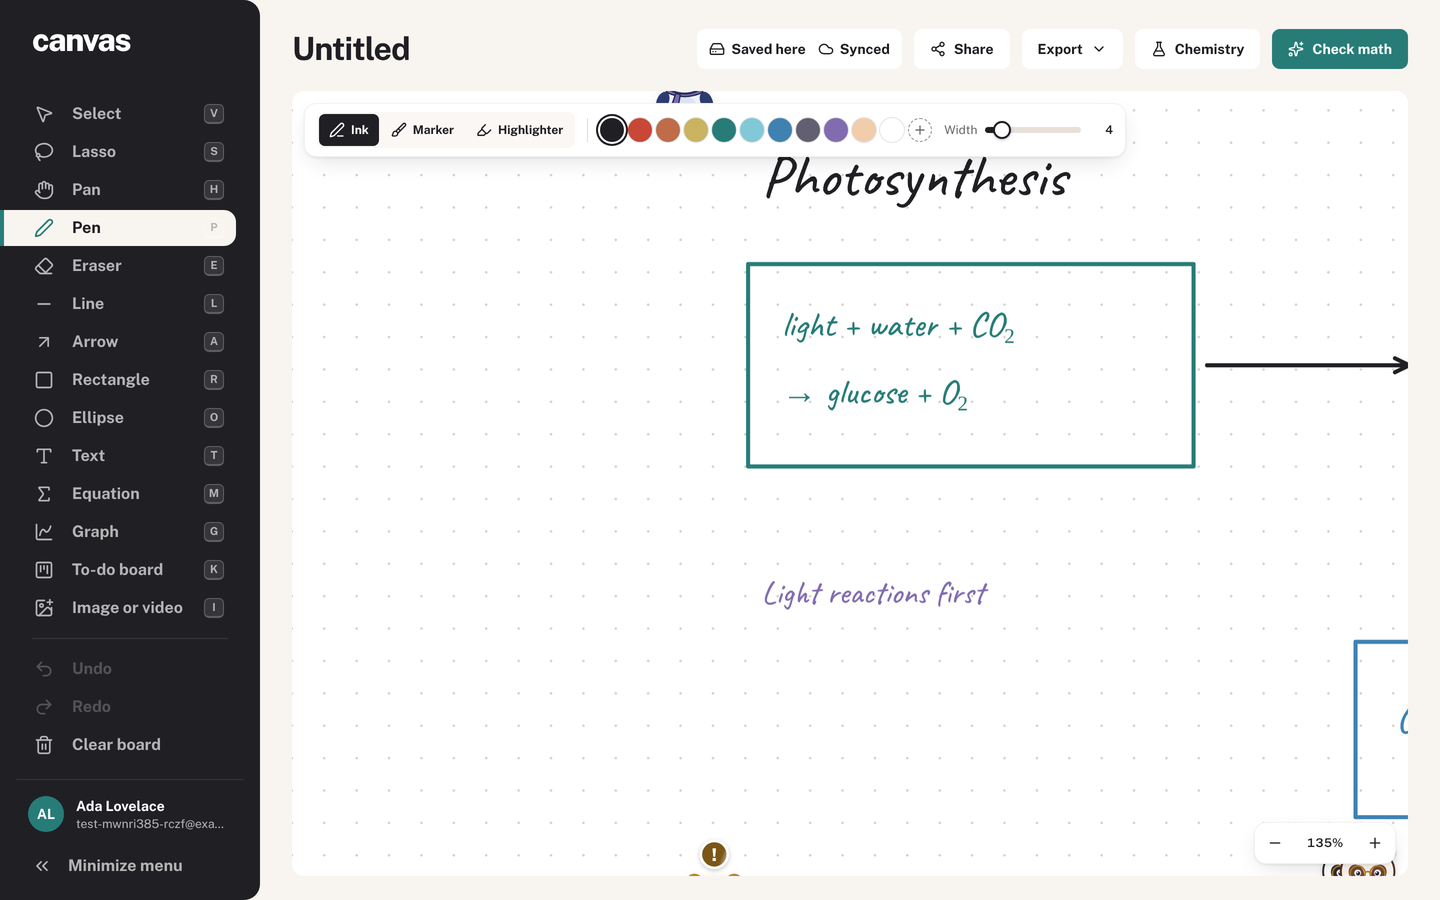 canvas
Untitled
Saved here
Synced
Share
Export
Chemistry
Check math
Select V
Lasso S
Pan H
Pen P
Eraser E
Line L
Arrow A
Rectangle R
Ellipse O
Text T
Equation M
Graph G
To-do board K
Image or video I
Undo
Redo
Clear board
AL
Ada Lovelace
test-mwnri385-rczf@exa...
Minimize menu
Ink
Marker
Highlighter
Width
4
Photosynthesis
light + water + CO₂
→ glucose + O₂
Light reactions first
!
135%